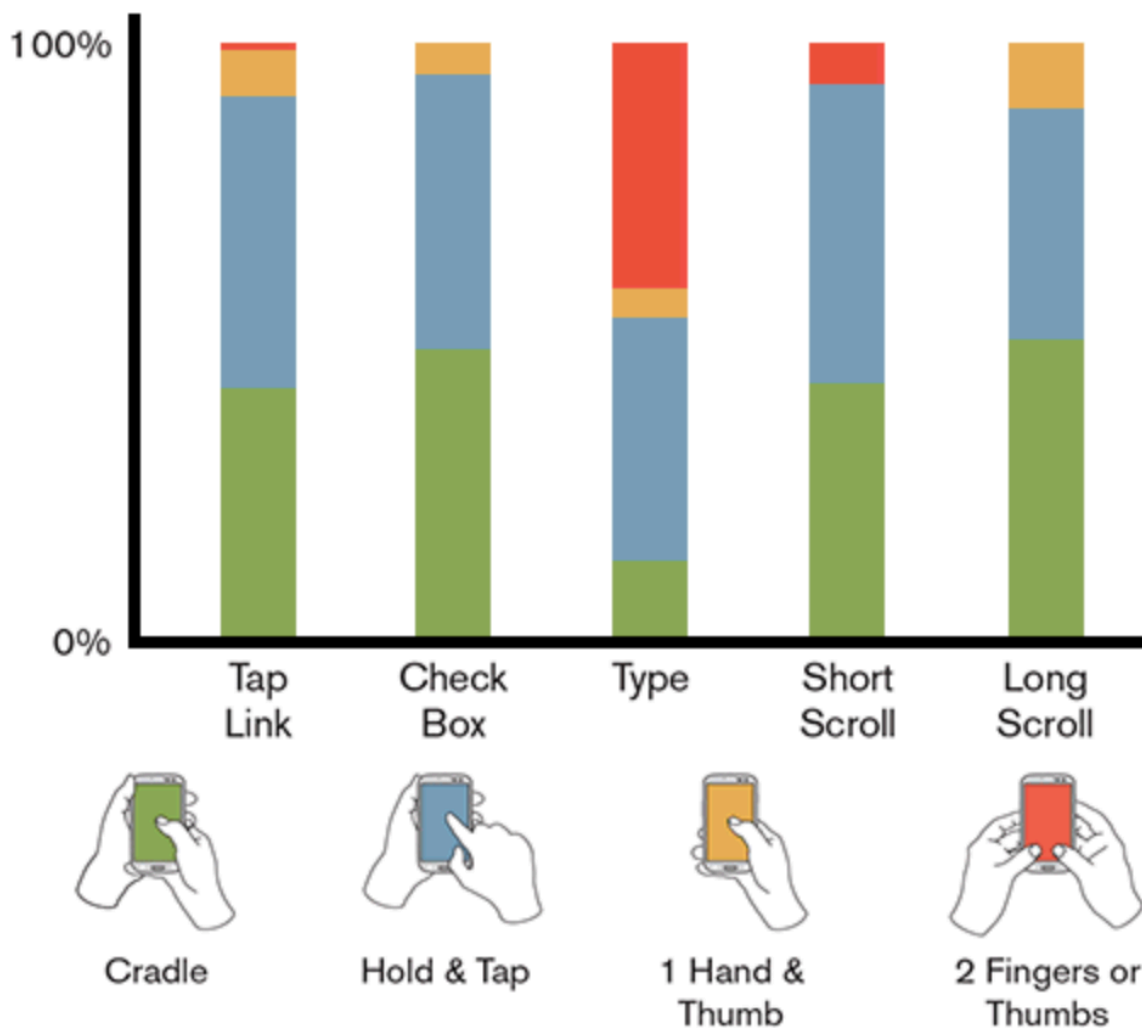 100%
0%
Tap
Link
Check
Box
Type
Short
Scroll
Long
Scroll
Cradle
Hold & Tap
1 Hand &
Thumb
2 Fingers or
Thumbs